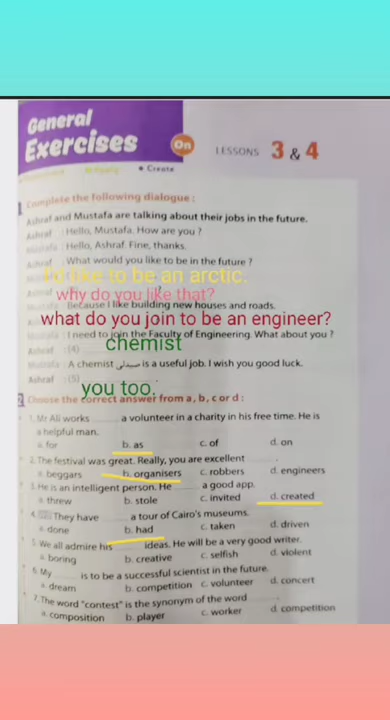 General
Exercises
On
LESSONS 3 & 4
• Create
Complete the following dialogue :
Ashraf and Mustafa are talking about their jobs in the future.
Ashraf : Hello, Mustafa. How are you ?
Mustafa : Hello, Ashraf. Fine, thanks.
Ashraf : What would you like to be in the future ?
I'd like to be an arctic.
why do you like that?
Because I like building new houses and roads.
what do you join to be an engineer?
I need to join the Faculty of Engineering. What about you ?
Ashraf : (4) chemist
Mustafa : A chemist صيدلي is a useful job. I wish you good luck.
Ashraf : (5) you too.
2 Choose the correct answer from a, b, c or d :
1. Mr Ali works a volunteer in a charity in his free time. He is
a helpful man.
a. for b. as c. of d. on
2. The festival was great. Really, you are excellent .
a. beggars b. organisers c. robbers d. engineers
3. He is an intelligent person. He a good app.
a. threw b. stole c. invited d. created
4. They have a tour of Cairo's museums.
a. done b. had c. taken d. driven
5. We all admire his ideas. He will be a very good writer.
a. boring b. creative c. selfish d. violent
6. My is to be a successful scientist in the future.
a. dream b. competition c. volunteer d. concert
7. The word "contest" is the synonym of the word .
a. composition b. player c. worker d. competition